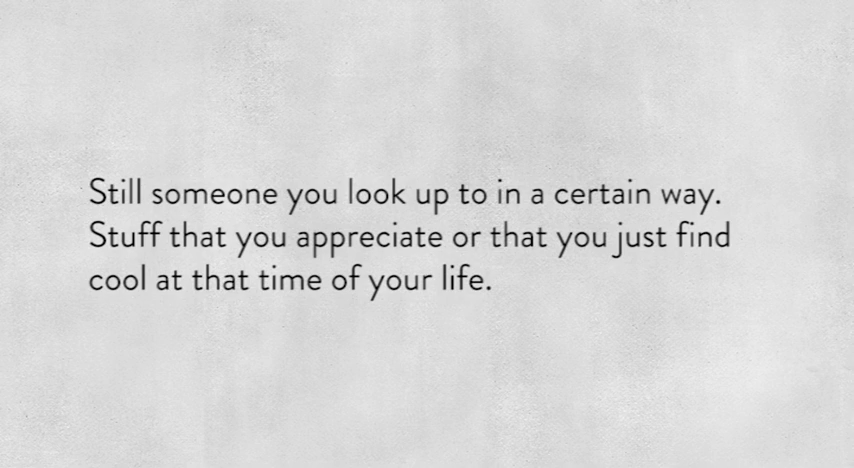 Still someone you look up to in a certain way.
Stuff that you appreciate or that you just find
cool at that time of your life.